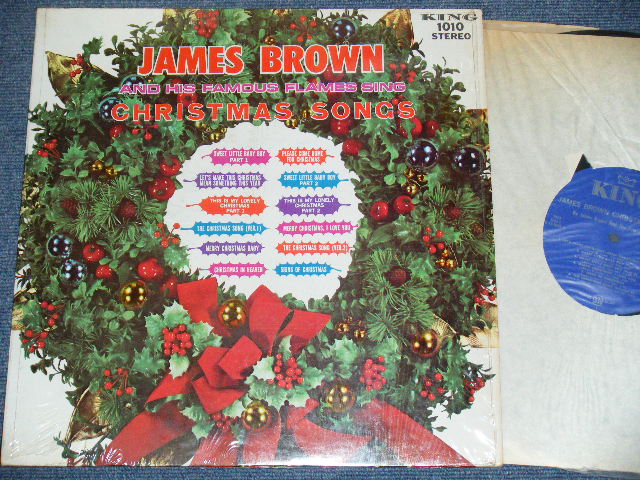 KING
1010
STEREO
JAMES BROWN
AND HIS FAMOUS FLAMES SING
CHRISTMAS SONGS
SWEET LITTLE BABY BOY
PART 1
PLEASE COME HOME
FOR CHRISTMAS
LET'S MAKE THIS CHRISTMAS
MEAN SOMETHING THIS YEAR
SWEET LITTLE BABY BOY
PART 2
THIS IS MY LONELY
CHRISTMAS
PART 1
THIS IS MY LONELY
CHRISTMAS
PART 2
THE CHRISTMAS SONG (VER.1)
MERRY CHRISTMAS, I LOVE YOU
MERRY CHRISTMAS BABY
THE CHRISTMAS SONG (VER.2)
CHRISTMAS IN HEAVEN
SIGNS OF CHRISTMAS
KING
JAMES BROWN